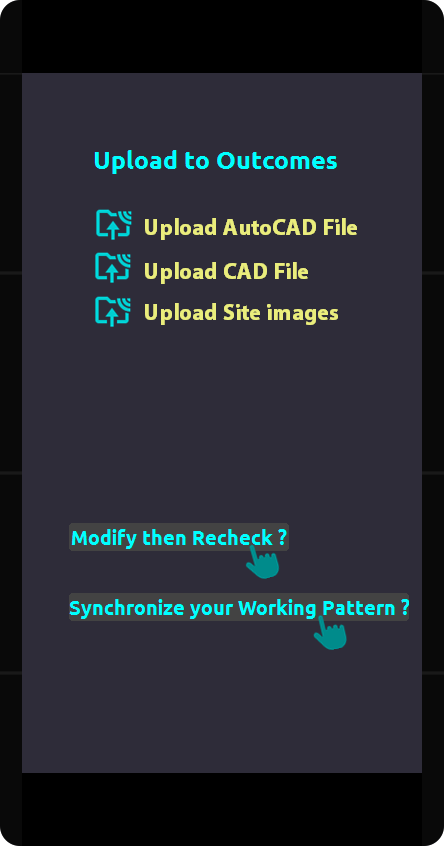 Upload to Outcomes
Upload AutoCAD File
Upload CAD File
Upload Site images
Modify then Recheck ?
Synchronize your Working Pattern ?